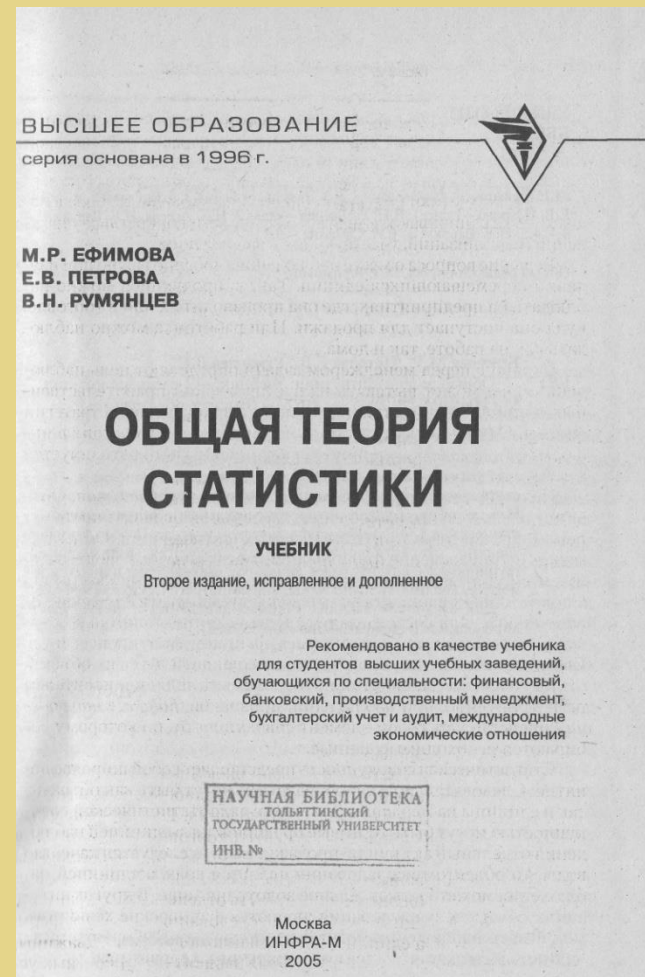 ВЫСШЕЕ ОБРАЗОВАНИЕ
серия основана в 1996 г.
М.Р. ЕФИМОВА
Е.В. ПЕТРОВА
В.Н. РУМЯНЦЕВ
ОБЩАЯ ТЕОРИЯ
СТАТИСТИКИ
УЧЕБНИК
Второе издание, исправленное и дополненное
Рекомендовано в качестве учебника
для студентов высших учебных заведений,
обучающихся по специальности: финансовый,
банковский, производственный менеджмент,
бухгалтерский учет и аудит, международные
экономические отношения
НАУЧНАЯ БИБЛИОТЕКА
ТОЛЬЯТТИНСКИЙ
ГОСУДАРСТВЕННЫЙ УНИВЕРСИТЕТ
ИНВ. №
Москва
ИНФРА-М
2005